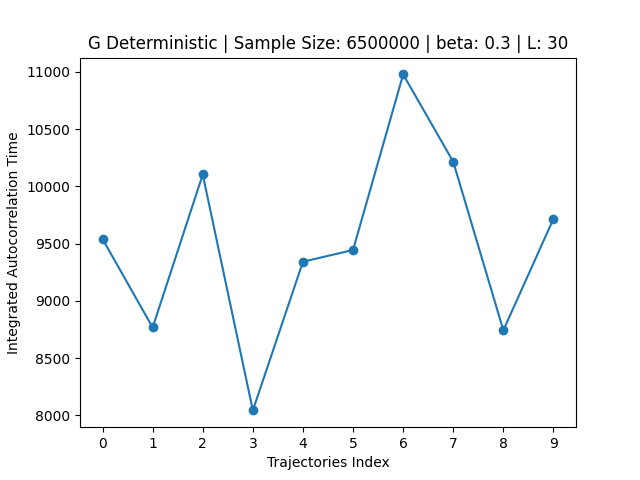 G Deterministic | Sample Size: 6500000 | beta: 0.3 | L: 30
Integrated Autocorrelation Time
11000
10500
10000
9500
9000
8500
8000
0 1 2 3 4 5 6 7 8 9
Trajectories Index